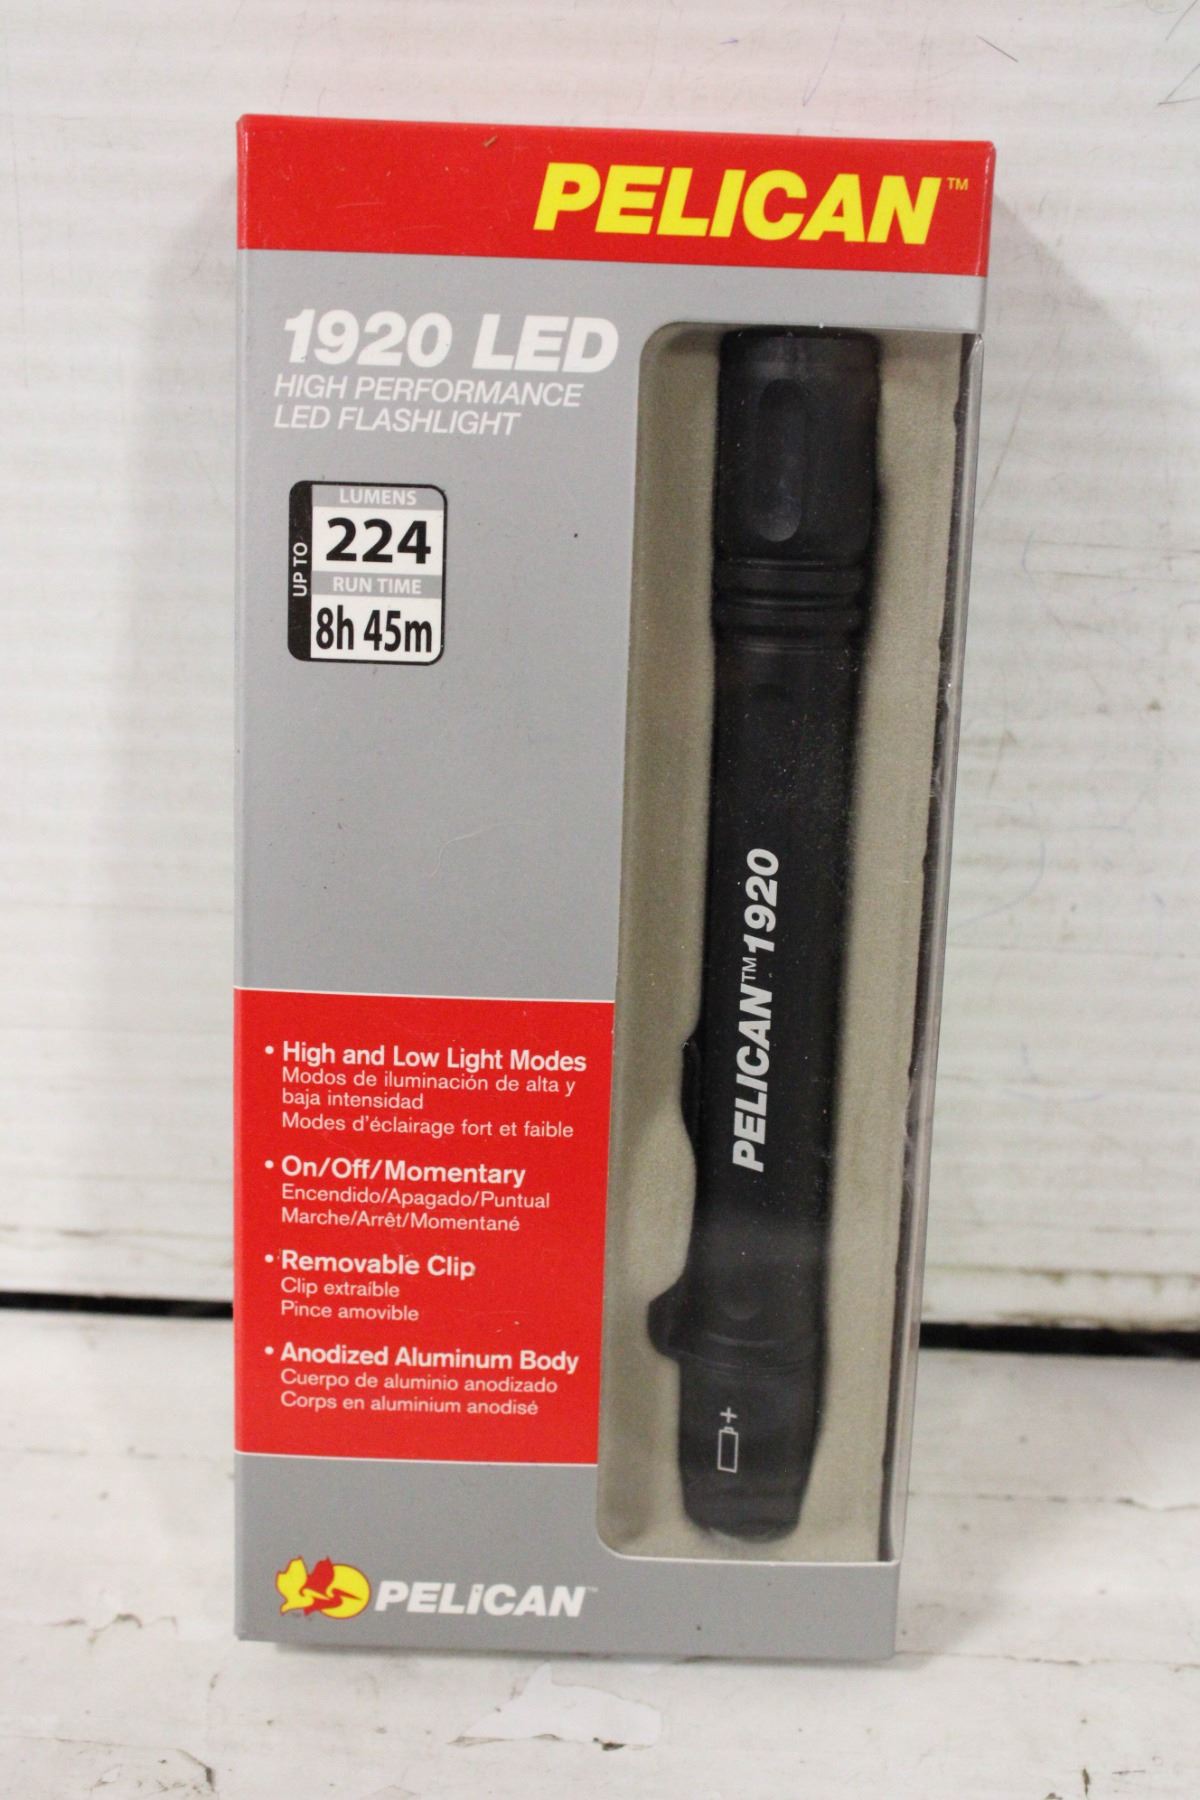 PELICAN™
1920 LED
HIGH PERFORMANCE
LED FLASHLIGHT
UP TO
LUMENS
224
RUN TIME
8h 45m
PELICAN™ 1920
+
• High and Low Light Modes
Modos de iluminación de alta y
baja intensidad
Modes d'éclairage fort et faible
• On/Off/Momentary
Encendido/Apagado/Puntual
Marche/Arrêt/Momentané
• Removable Clip
Clip extraíble
Pince amovible
• Anodized Aluminum Body
Cuerpo de aluminio anodizado
Corps en aluminium anodisé
PELICAN™